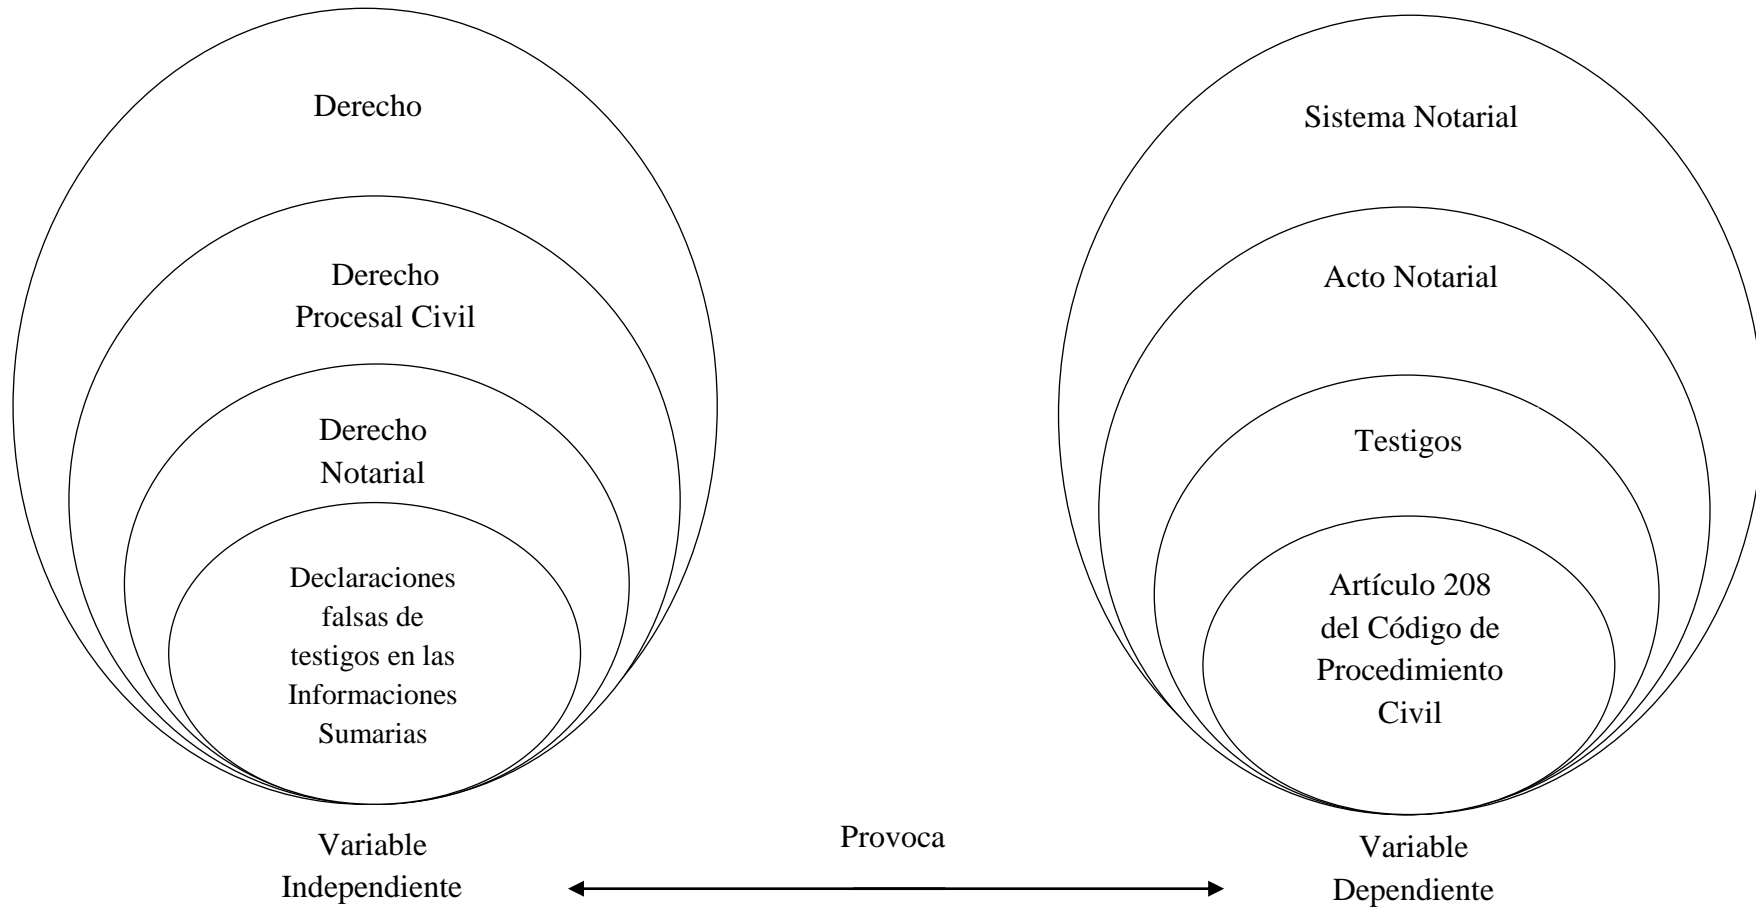 Derecho
Derecho
Procesal Civil
Derecho
Notarial
Declaraciones
falsas de
testigos en las
Informaciones
Sumarias
Variable
Independiente
Provoca
Sistema Notarial
Acto Notarial
Testigos
Artículo 208
del Código de
Procedimiento
Civil
Variable
Dependiente